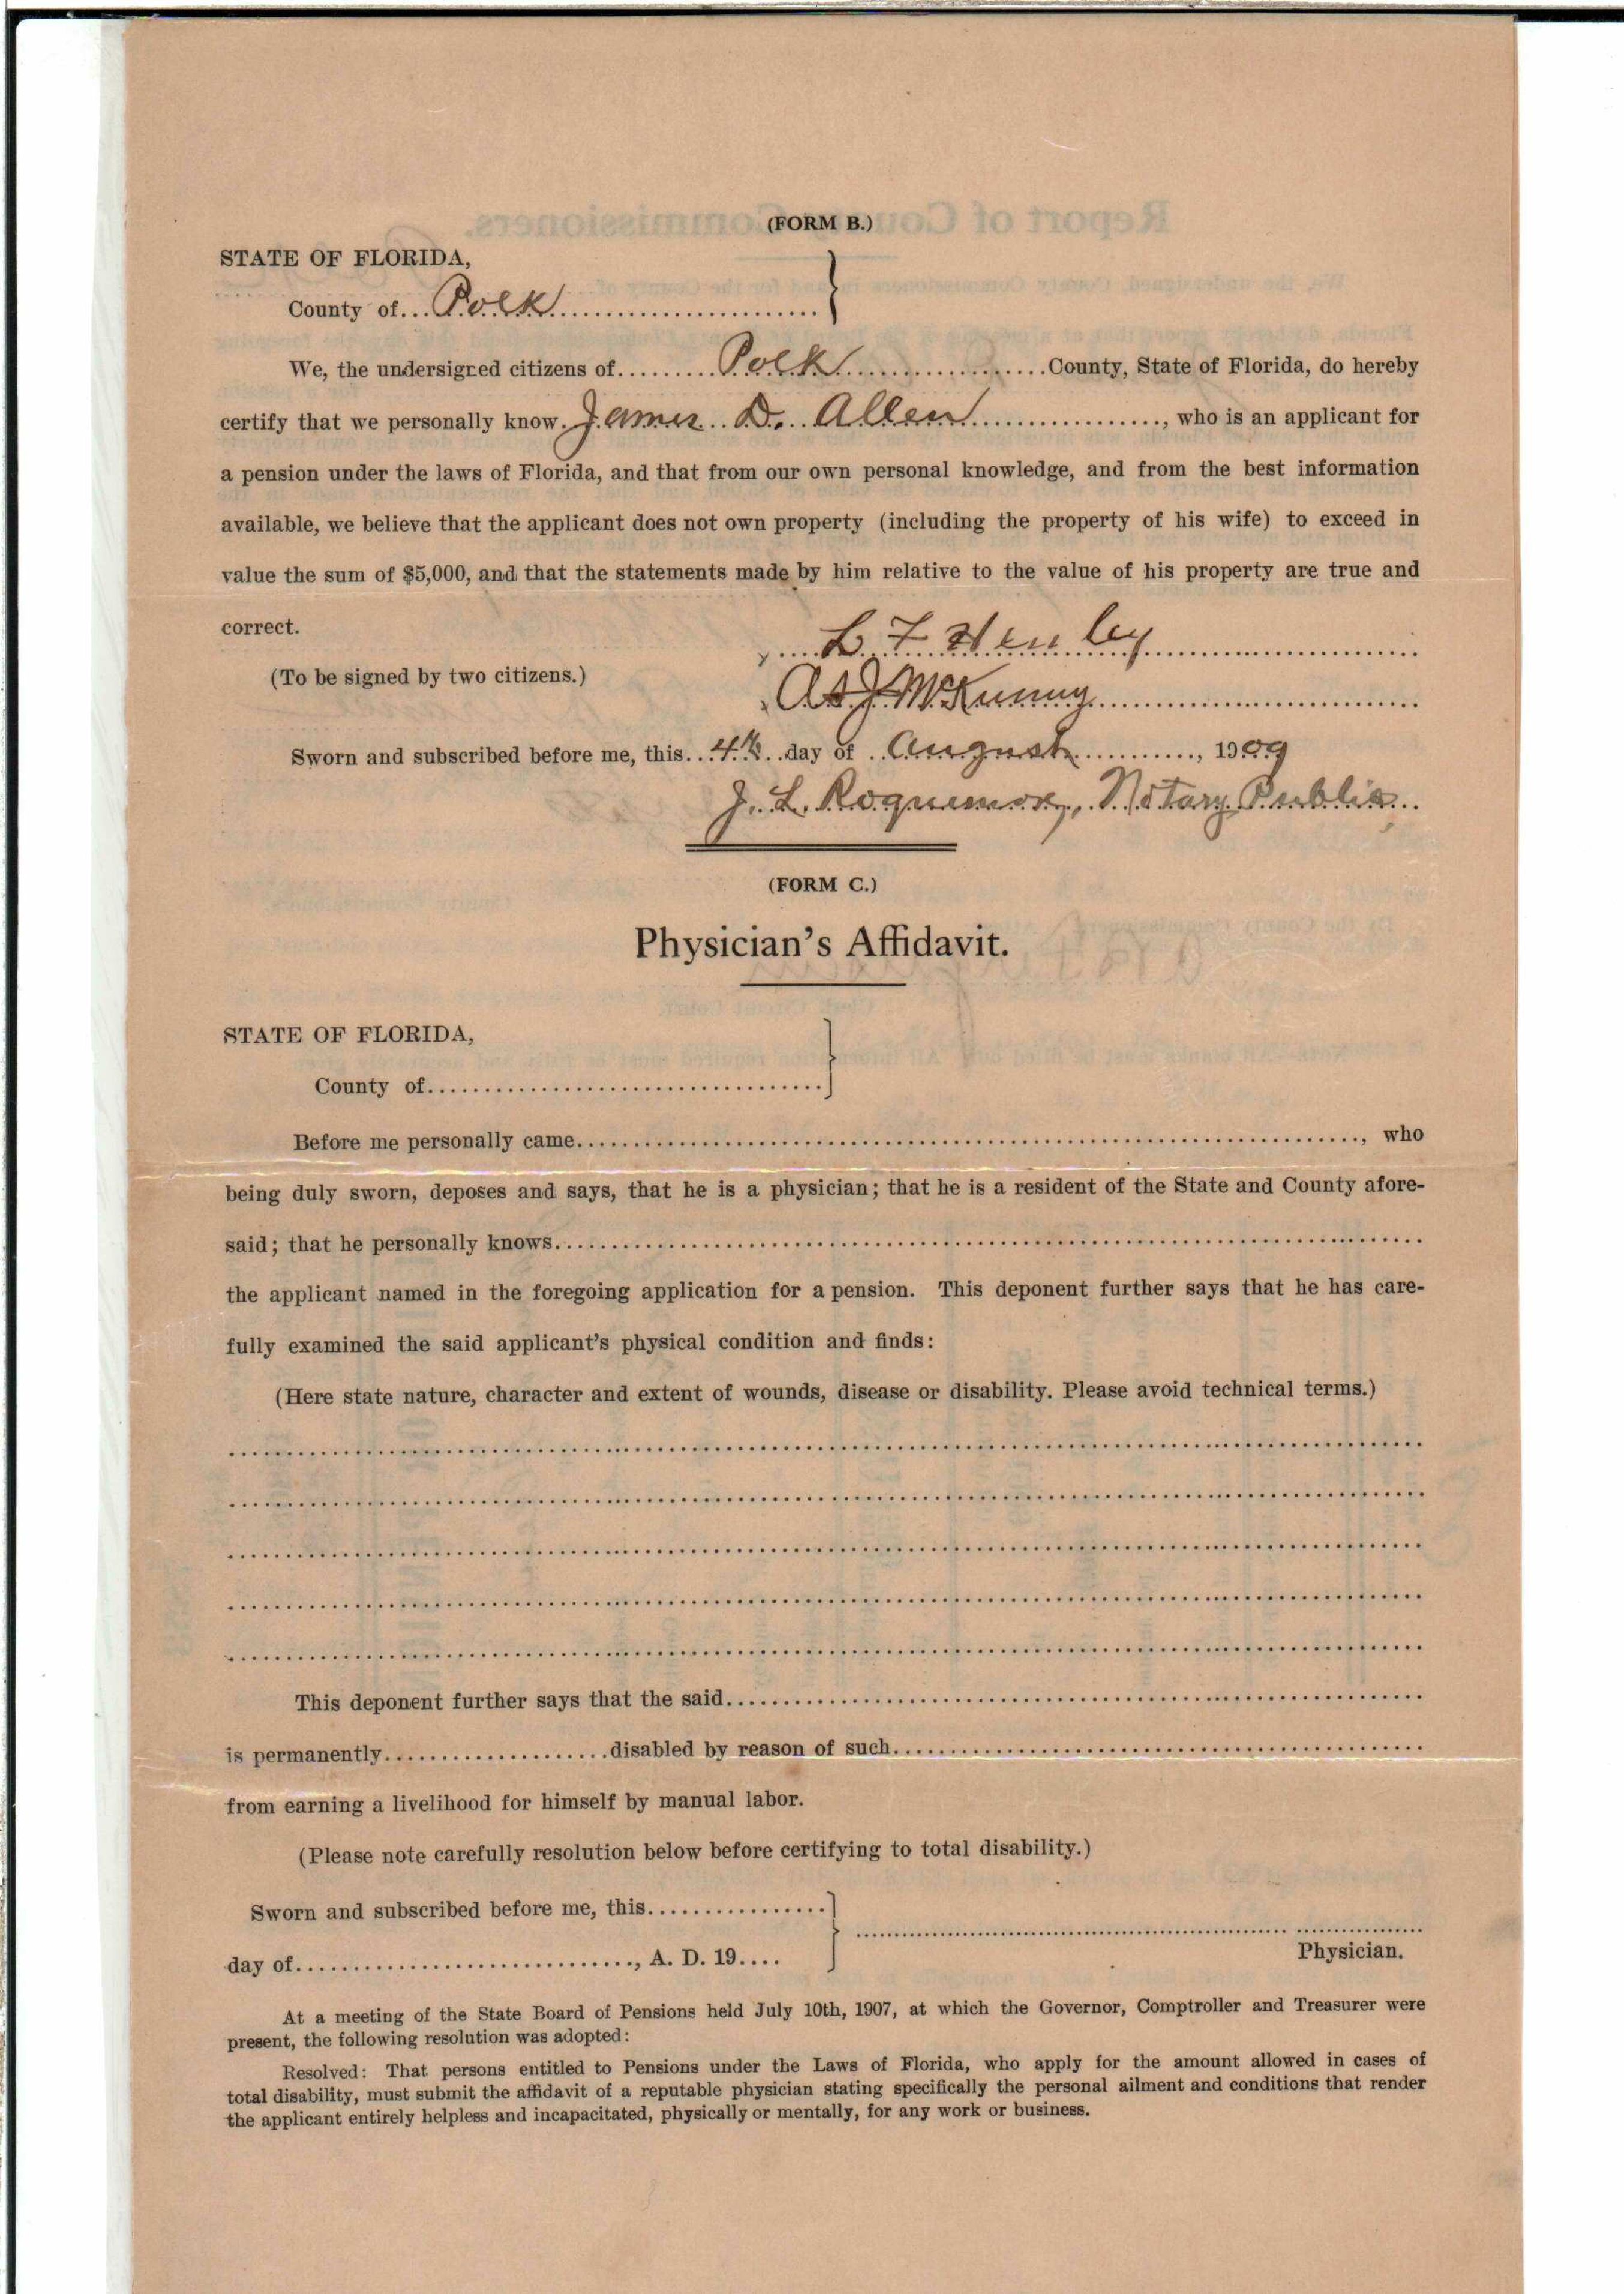 (FORM B.)
STATE OF FLORIDA,
County of...Polk
We, the undersigned citizens of Polk County, State of Florida, do hereby
certify that we personally know James D. Allen, who is an applicant for
a pension under the laws of Florida, and that from our own personal knowledge, and from the best information
available, we believe that the applicant does not own property (including the property of his wife) to exceed in
value the sum of $5,000, and that the statements made by him relative to the value of his property are true and
correct.
L. F. Henley
(To be signed by two citizens.)
Sworn and subscribed before me, this 4th day of August, 1909
J. L. Roquemore, Notary Public
(FORM C.)
Physician's Affidavit.
STATE OF FLORIDA,
County of
Before me personally came, who
being duly sworn, deposes and says, that he is a physician; that he is a resident of the State and County afore-
said; that he personally knows
the applicant named in the foregoing application for a pension. This deponent further says that he has care-
fully examined the said applicant's physical condition and finds:
(Here state nature, character and extent of wounds, disease or disability. Please avoid technical terms.)
This deponent further says that the said
is permanently disabled by reason of such
from earning a livelihood for himself by manual labor.
(Please note carefully resolution below before certifying to total disability.)
Sworn and subscribed before me, this
day of, A. D. 19....
Physician.
At a meeting of the State Board of Pensions held July 10th, 1907, at which the Governor, Comptroller and Treasurer were
present, the following resolution was adopted:
Resolved: That persons entitled to Pensions under the Laws of Florida, who apply for the amount allowed in cases of
total disability, must submit the affidavit of a reputable physician stating specifically the personal ailment and conditions that render
the applicant entirely helpless and incapacitated, physically or mentally, for any work or business.